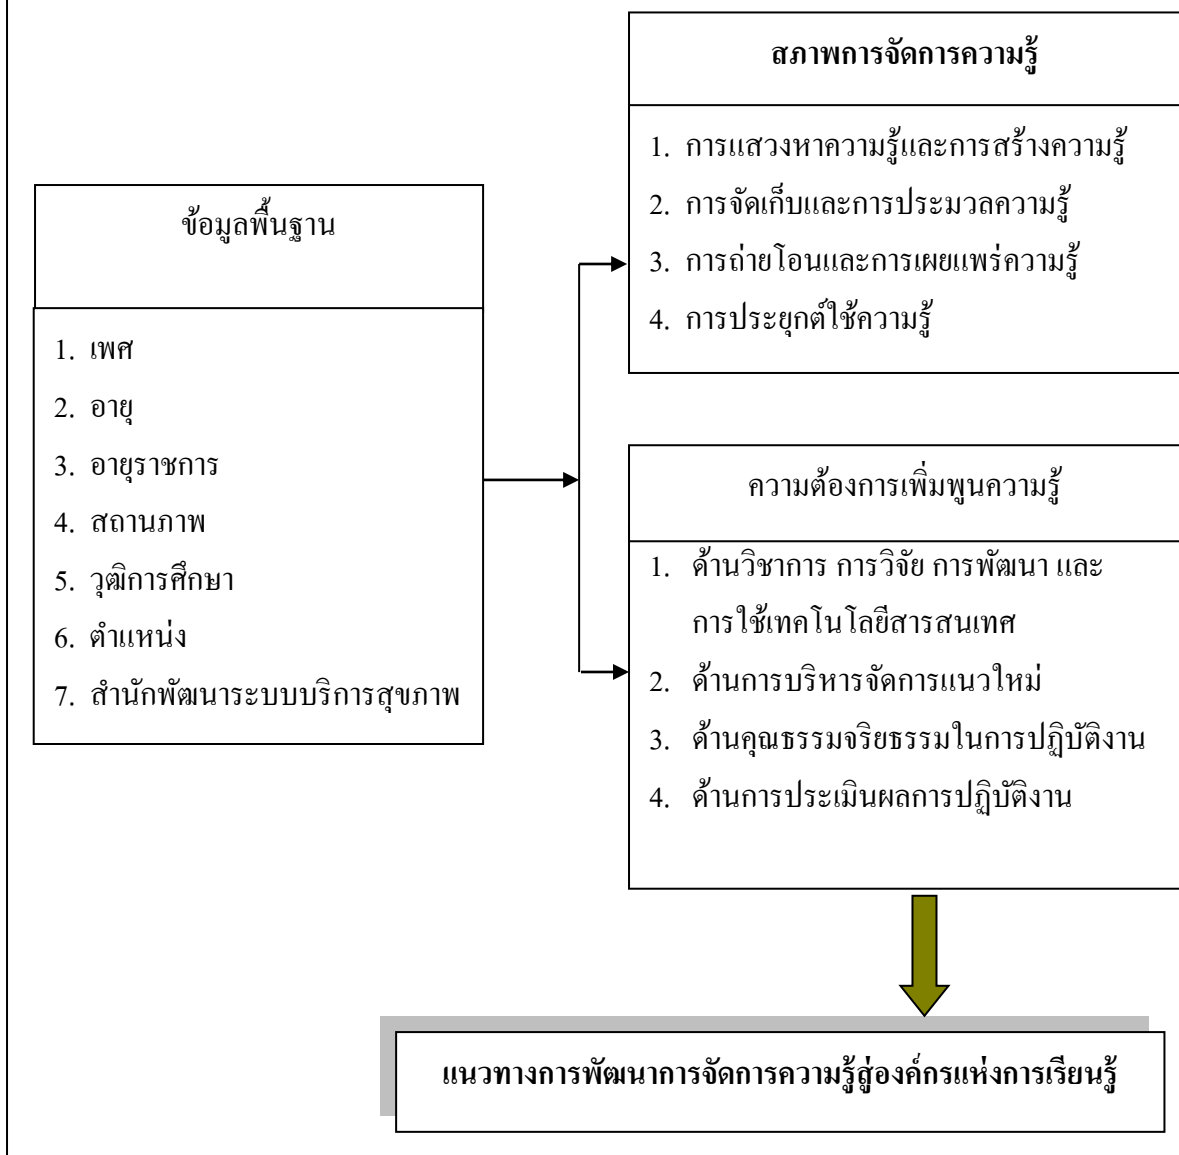 ข้อมูลพื้นฐาน
1. เพศ
2. อายุ
3. อายุราชการ
4. สถานภาพ
5. วุฒิการศึกษา
6. ตำแหน่ง
7. สำนักพัฒนาระบบบริการสุขภาพ
สภาพการจัดการความรู้
1. การแสวงหาความรู้และการสร้างความรู้
2. การจัดเก็บและการประมวลความรู้
3. การถ่ายโอนและการเผยแพร่ความรู้
4. การประยุกต์ใช้ความรู้
ความต้องการเพิ่มพูนความรู้
1. ด้านวิชาการ การวิจัย การพัฒนา และ
การใช้เทคโนโลยีสารสนเทศ
2. ด้านการบริหารจัดการแนวใหม่
3. ด้านคุณธรรมจริยธรรมในการปฏิบัติงาน
4. ด้านการประเมินผลการปฏิบัติงาน
แนวทางการพัฒนาการจัดการความรู้สู่องค์กรแห่งการเรียนรู้